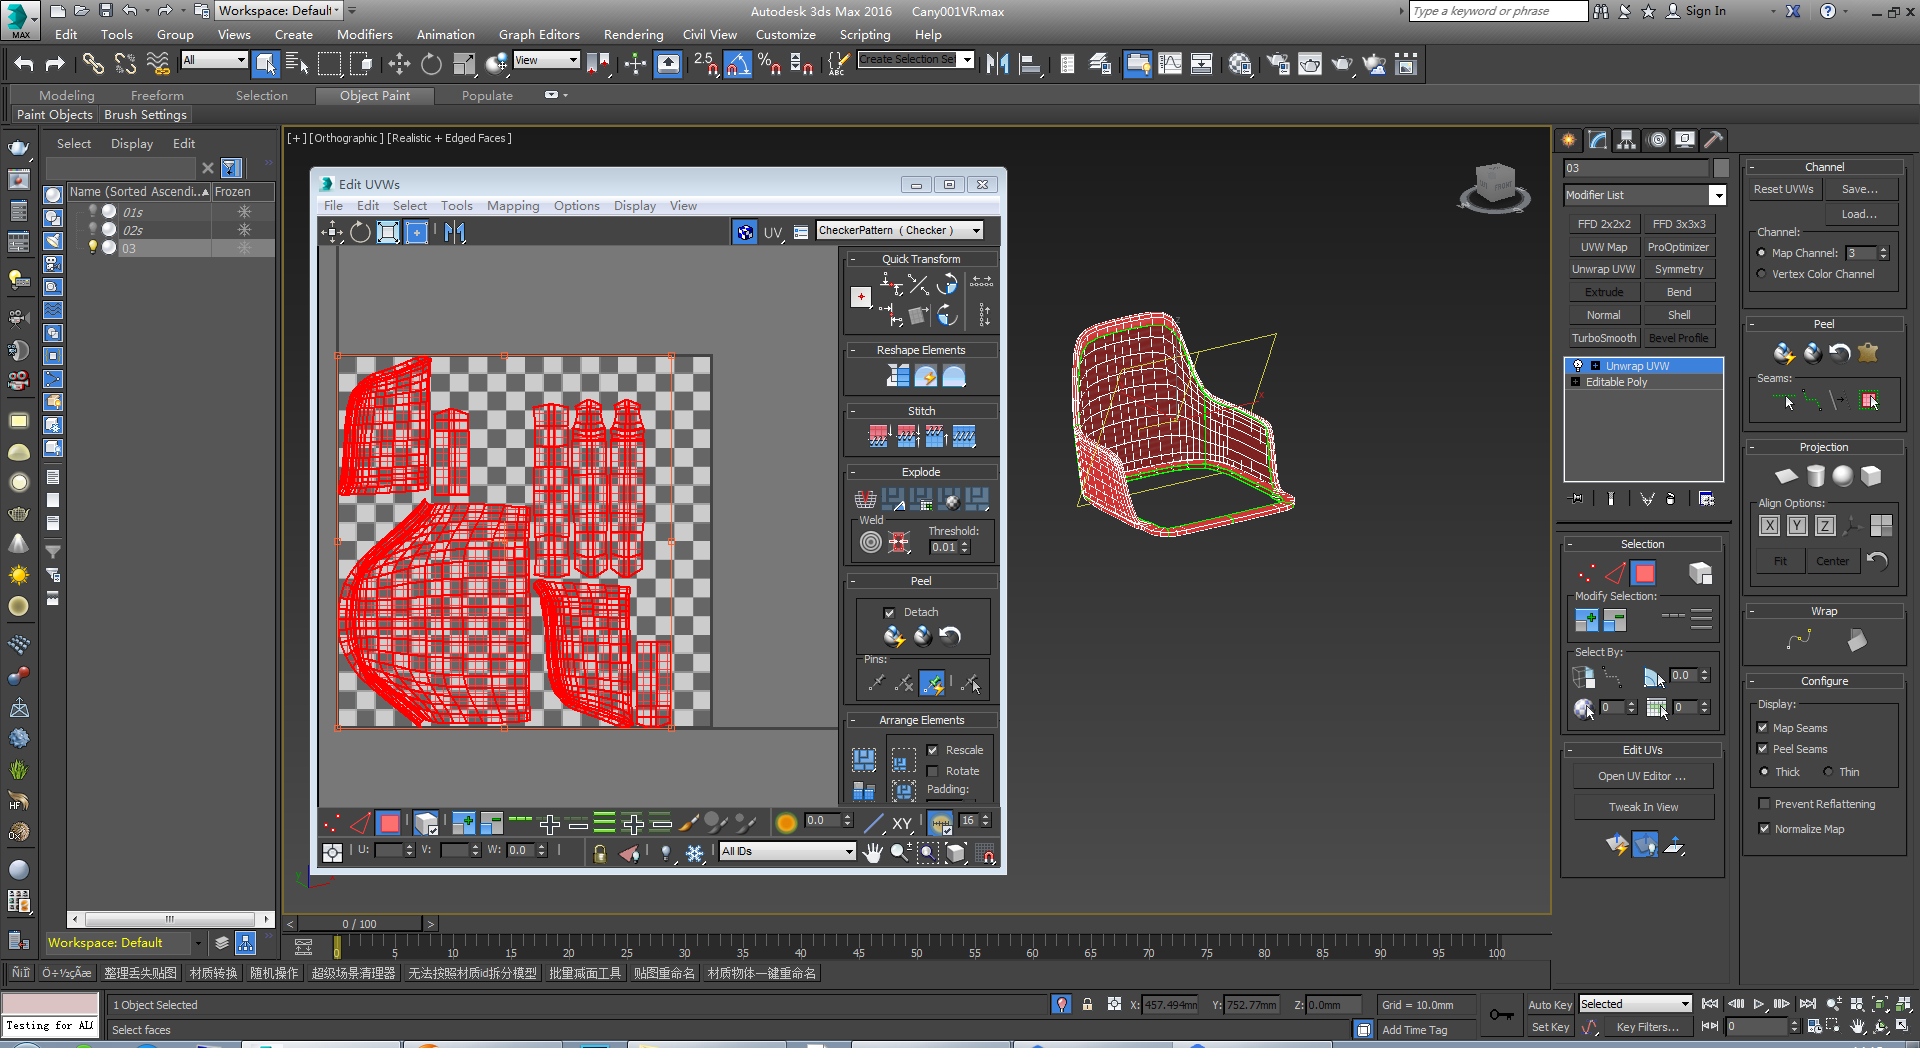 MAX
Workspace: Default
Autodesk 3ds Max 2016 Cany001VR.max
Type a keyword or phrase
Sign In
Edit Tools Group Views Create Modifiers Animation Graph Editors Rendering Civil View Customize Scripting Help
All
View
2.5
Create Selection Se
Modeling Freeform Selection Object Paint Populate
Paint Objects Brush Settings
Select Display Edit
Name (Sorted Ascendi... Frozen
01s
02s
03
[+] [Orthographic] [Realistic + Edged Faces]
Edit UVWs
File Edit Select Tools Mapping Options Display View
UV
CheckerPattern ( Checker )
Quick Transform
Reshape Elements
Stitch
Explode
Weld
Threshold:
0.01
Peel
Detach
Pins:
Arrange Elements
Rescale
Rotate
Padding:
0.0
XY
16
U:
V:
W: 0.0
All IDs
FRONT
03
Modifier List
FFD 2x2x2 FFD 3x3x3
UVW Map ProOptimizer
Unwrap UVW Symmetry
Extrude Bend
Normal Shell
TurboSmooth Bevel Profile
Unwrap UVW
Editable Poly
Selection
Modify Selection:
Select By:
0.0
0
0
Edit UVs
Open UV Editor ...
Tweak In View
Channel
Reset UVWs Save...
Load...
Channel:
Map Channel: 3
Vertex Color Channel
Peel
Seams:
Projection
Align Options:
X Y Z
Fit Center
Wrap
Configure
Display:
Map Seams
Peel Seams
Thick Thin
Prevent Reflattening
Normalize Map
0 / 100
Workspace: Default
0 5 10 15 20 25 30 35 40 45 50 55 60 65 70 75 80 85 90 95 100
整理丢失贴图 材质转换 随机操作 超级场景清理器 无法按照材质id拆分模型 批量减面工具 贴图重命名 材质物体一键重命名
1 Object Selected
X: 457.494mm Y: 752.77mm Z: 0.0mm
Grid = 10.0mm
Auto Key Selected
Testing for ALL
Select faces
Add Time Tag
Set Key Key Filters...
0